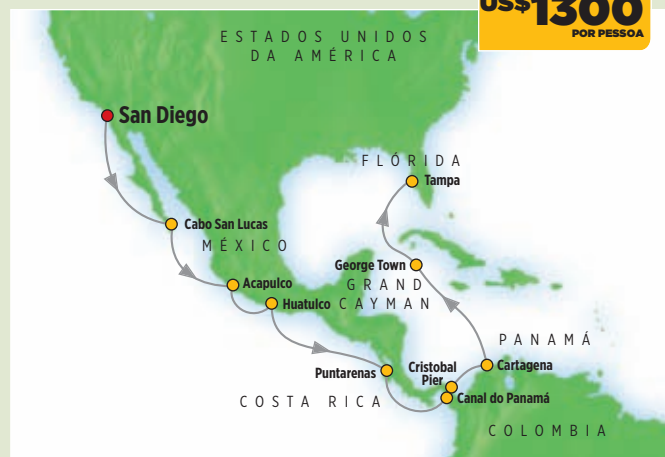 US$1300
POR PESSOA
ESTADOS UNIDOS
DA AMÉRICA
San Diego
FLÓRIDA
Tampa
Cabo San Lucas
MÉXICO
George Town
GRAND
CAYMAN
Acapulco
Huatulco
PANAMÁ
Cristobal
Pier
Cartagena
Puntarenas
Canal do Panamá
COSTA RICA
COLOMBIA